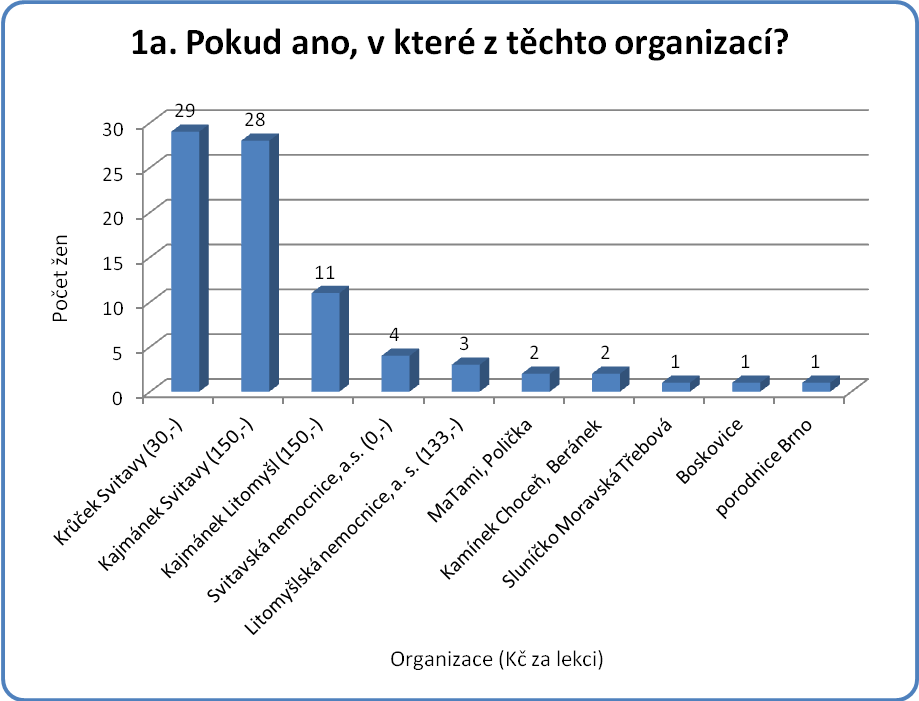 1a. Pokud ano, v které z těchto organizací?
Počet žen
30
25
20
15
10
5
0
29
28
11
4
3
2
2
1
1
1
Krůček Svitavy (30,-)
Kajmánek Svitavy (150,-)
Kajmánek Litomyšl (150,-)
Svitavská nemocnice, a.s. (0,-)
Litomyšlská nemocnice, a. s. (133,-)
MaTami, Polička
Kamínek Choceň, Beránek
Sluníčko Moravská Třebová
Boskovice
porodnice Brno
Organizace (Kč za lekci)